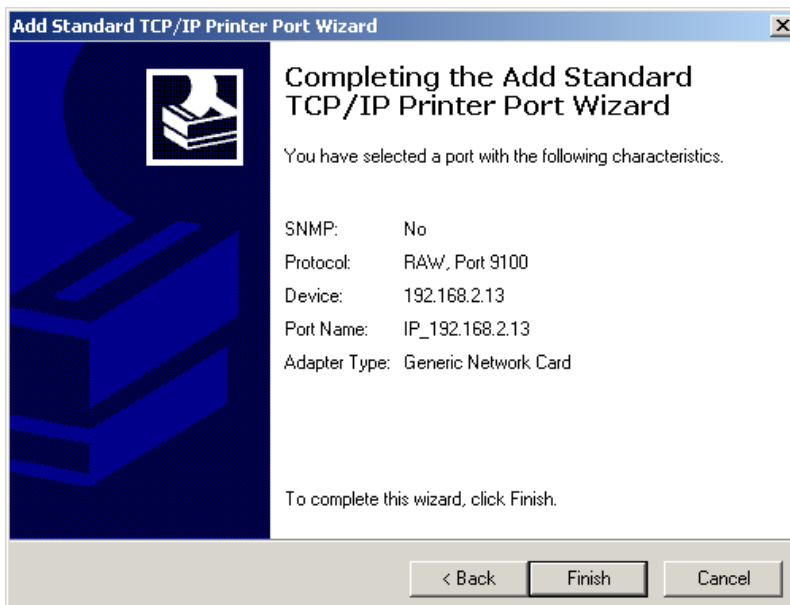 Add Standard TCP/IP Printer Port Wizard
Completing the Add Standard
TCP/IP Printer Port Wizard
You have selected a port with the following characteristics.
SNMP: No
Protocol: RAW, Port 9100
Device: 192.168.2.13
Port Name: IP_192.168.2.13
Adapter Type: Generic Network Card
To complete this wizard, click Finish.
< Back Finish Cancel